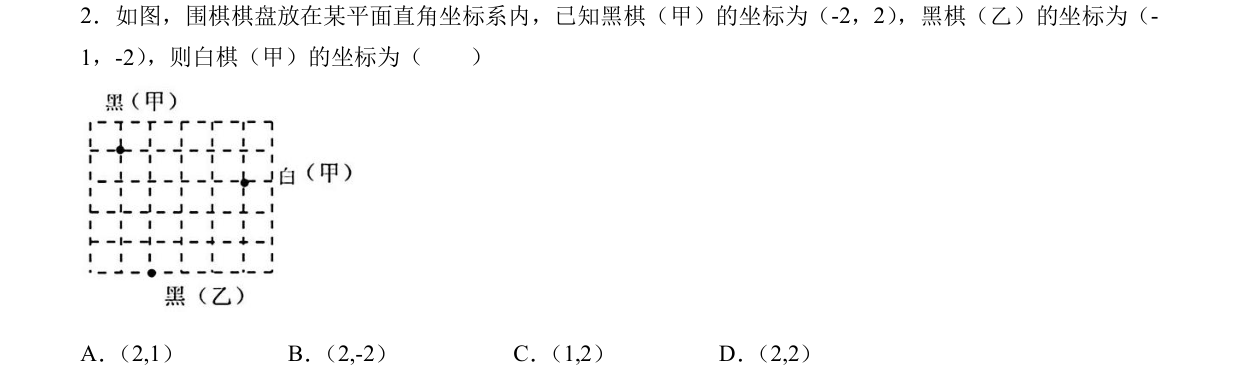 2．如图，围棋棋盘放在某平面直角坐标系内，已知黑棋（甲）的坐标为（-2，2），黑棋（乙）的坐标为（-
1，-2），则白棋（甲）的坐标为（　　）
黑（甲）
白（甲）
黑（乙）
A．（2,1）　B．（2,-2）　C．（1,2）　D．（2,2）